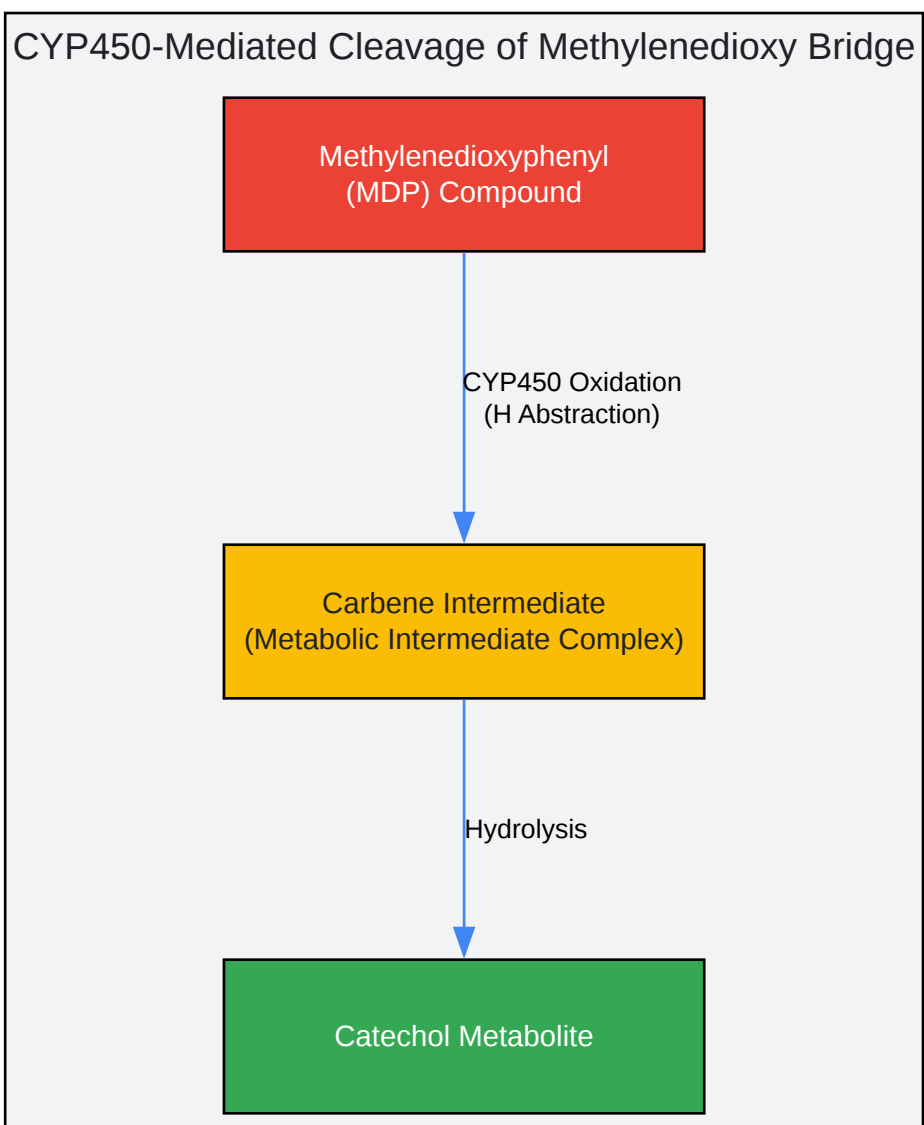 CYP450-Mediated Cleavage of Methylenedioxy Bridge
Methylenedioxyphenyl
(MDP) Compound
CYP450 Oxidation
(H Abstraction)
Carbene Intermediate
(Metabolic Intermediate Complex)
Hydrolysis
Catechol Metabolite